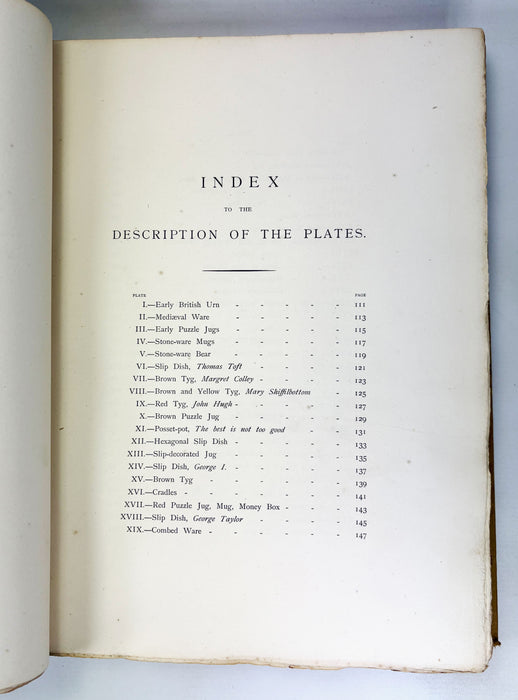 INDEX
TO THE
DESCRIPTION OF THE PLATES.
PLATE PAGE
I.—Early British Urn - - - - - 111
II.—Mediæval Ware - - - - - 113
III.—Early Puzzle Jugs - - - - - 115
IV.—Stone-ware Mugs - - - - - 117
V.—Stone-ware Bear - - - - - 119
VI.—Slip Dish, Thomas Toft - - - - 121
VII.—Brown Tyg, Margret Colley - - - - - 123
VIII.—Brown and Yellow Tyg, Mary Shiffilbottom - - 125
IX.—Red Tyg, John Hugh - - - - - 127
X.—Brown Puzzle Jug - - - - - 129
XI.—Posset-pot, The best is not too good - - - 131
XII.—Hexagonal Slip Dish - - - - - 133
XIII.—Slip-decorated Jug - - - - - 135
XIV.—Slip Dish, George I. - - - - - 137
XV.—Brown Tyg - - - - - - 139
XVI.—Cradles - - - - - - 141
XVII.—Red Puzzle Jug, Mug, Money Box - - - 143
XVIII.—Slip Dish, George Taylor - - - - 145
XIX.—Combed Ware - - - - - - 147